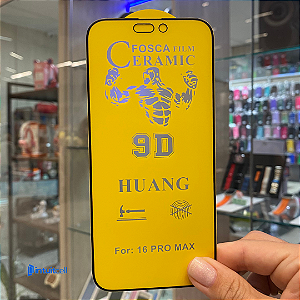 FOSCA FILM
CERAMIC
9D
HUANG
For: 16 PRO MAX